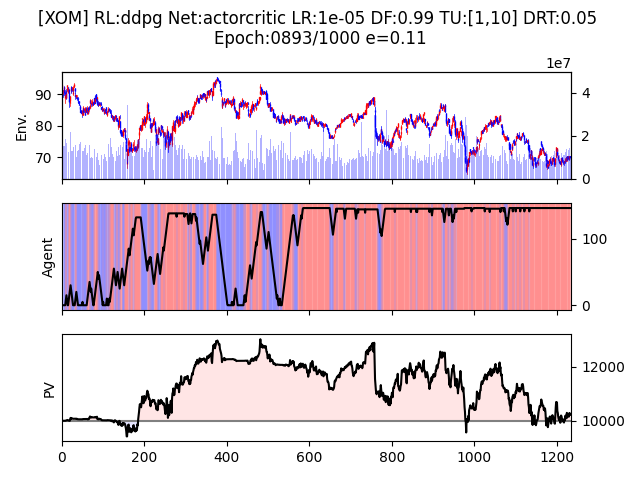 [XOM] RL:ddpg Net:actorcritic LR:1e-05 DF:0.99 TU:[1,10] DRT:0.05
Epoch:0893/1000 e=0.11
1e7
Env.
90
80
70
4
2
0
Agent
100
0
PV
12000
10000
0 200 400 600 800 1000 1200